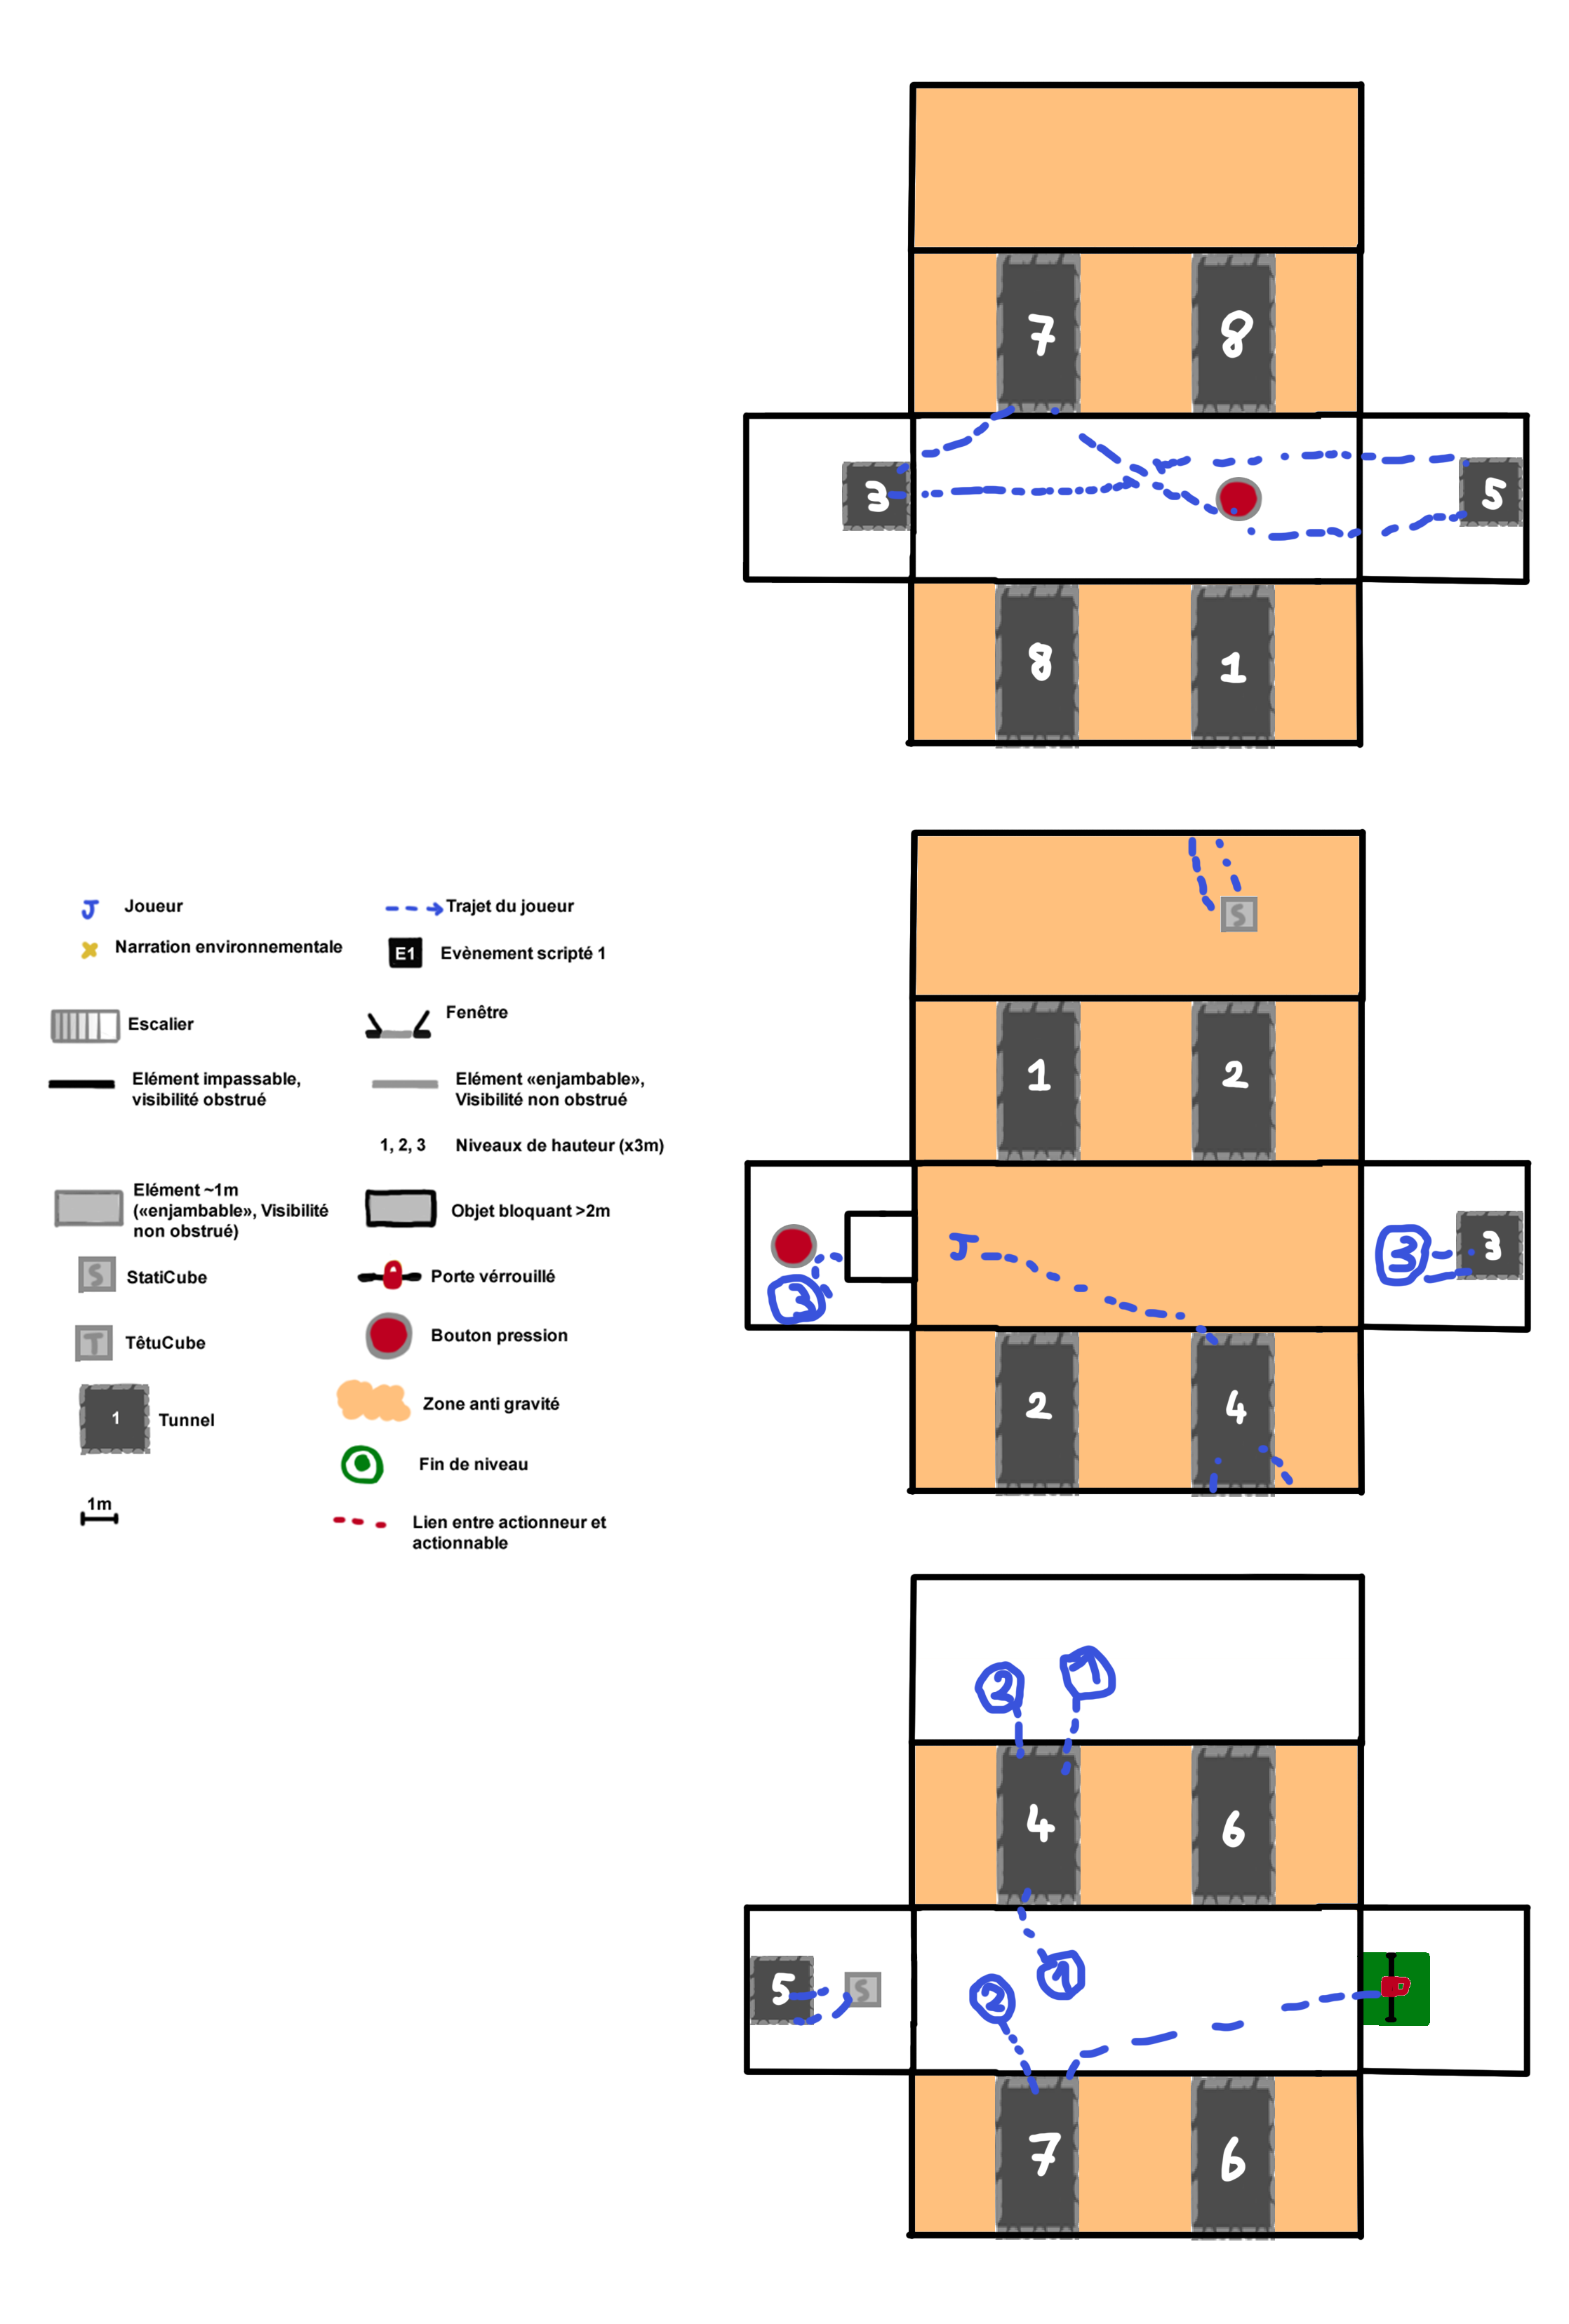 7
8
3
5
8
1
S
1
2
3
J
3
3
2
4
J
Joueur
Trajet du joueur
Narration environnementale
E1
Evènement scripté 1
Escalier
Fenêtre
Elément impassable,
visibilité obstrué
Elément «enjambable»,
Visibilité non obstrué
1, 2, 3
Niveaux de hauteur (x3m)
Elément ~1m
(«enjambable», Visibilité
non obstrué)
Objet bloquant >2m
S
StatiCube
Porte vérrouillé
T
TêtuCube
Bouton pression
1
Tunnel
Zone anti gravité
Fin de niveau
1m
Lien entre actionneur et
actionnable
2
1
4
6
5
S
2
1
7
6